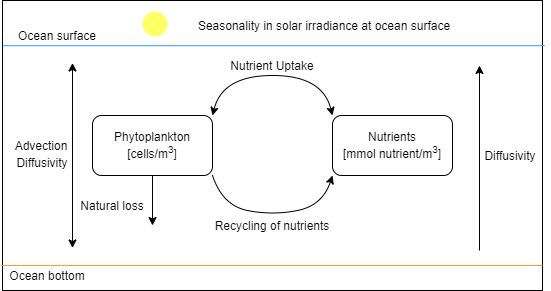 Seasonality in solar irradiance at ocean surface
Ocean surface
Nutrient Uptake
Advection
Diffusivity
Phytoplankton
[cells/m³]
Nutrients
[mmol nutrient/m³]
Diffusivity
Natural loss
Recycling of nutrients
Ocean bottom